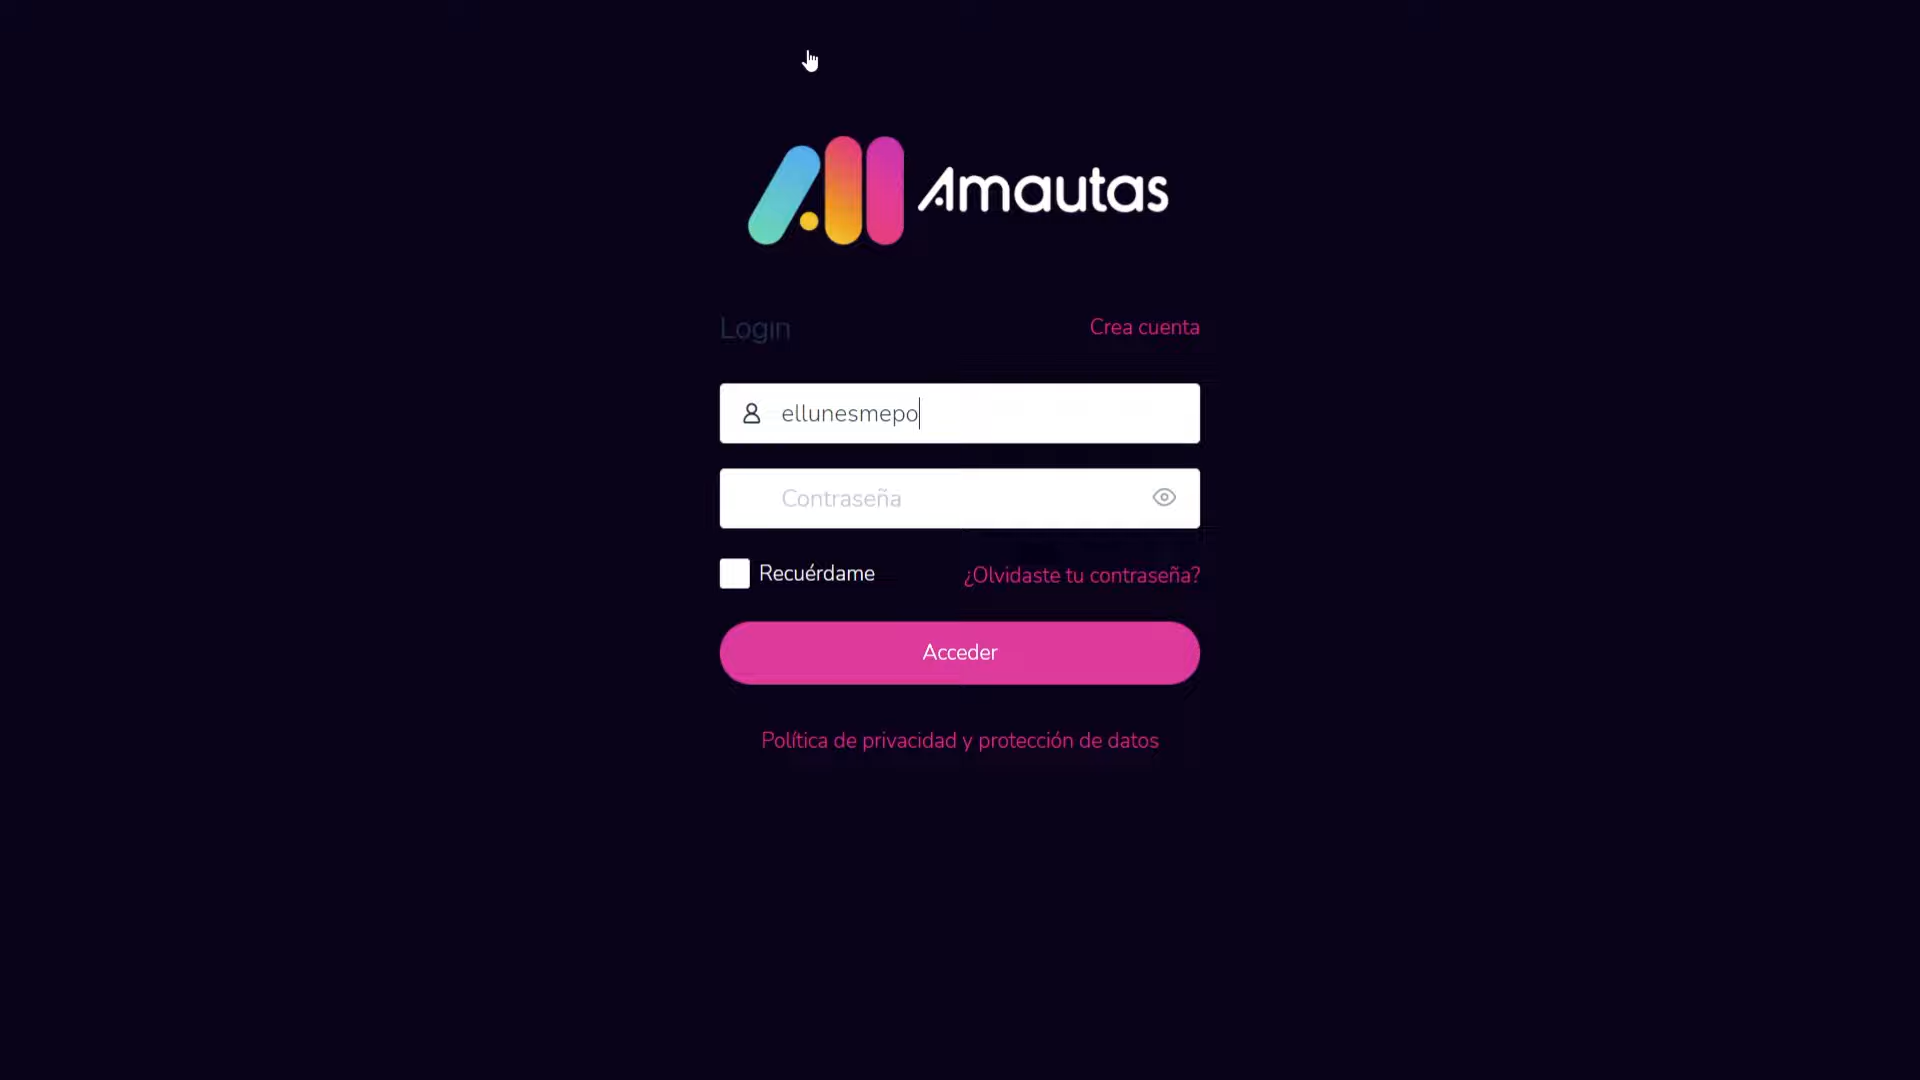 Amautas
Login
Crea cuenta
ellunesmepo
Contraseña
Recuérdame
¿Olvidaste tu contraseña?
Acceder
Política de privacidad y protección de datos